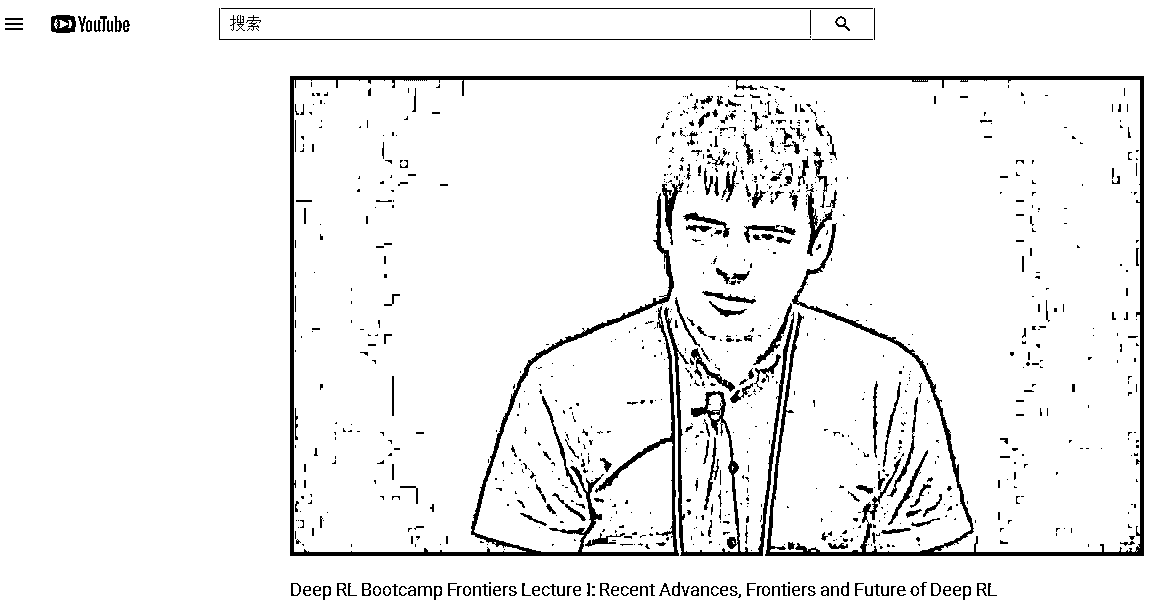 YouTube
搜索
Deep RL Bootcamp Frontiers Lecture I: Recent Advances, Frontiers and Future of Deep RL